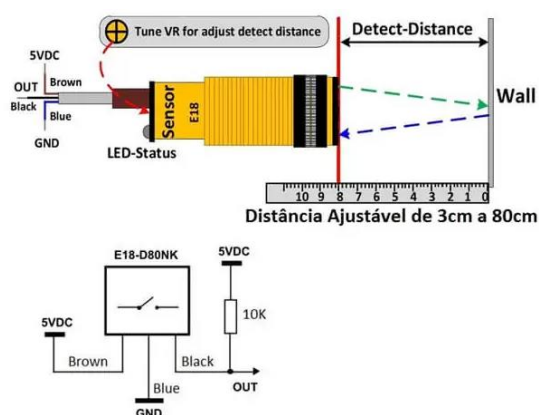 Tune VR for adjust detect distance
Detect-Distance
5VDC
Brown
OUT
Black
Blue
GND
Sensor
E18
LED-Status
Wall
10 9 8 7 6 5 4 3 2 1 0
Distância Ajustável de 3cm a 80cm
E18-D80NK
5VDC
10K
5VDC
Brown
Black
Blue
OUT
GND